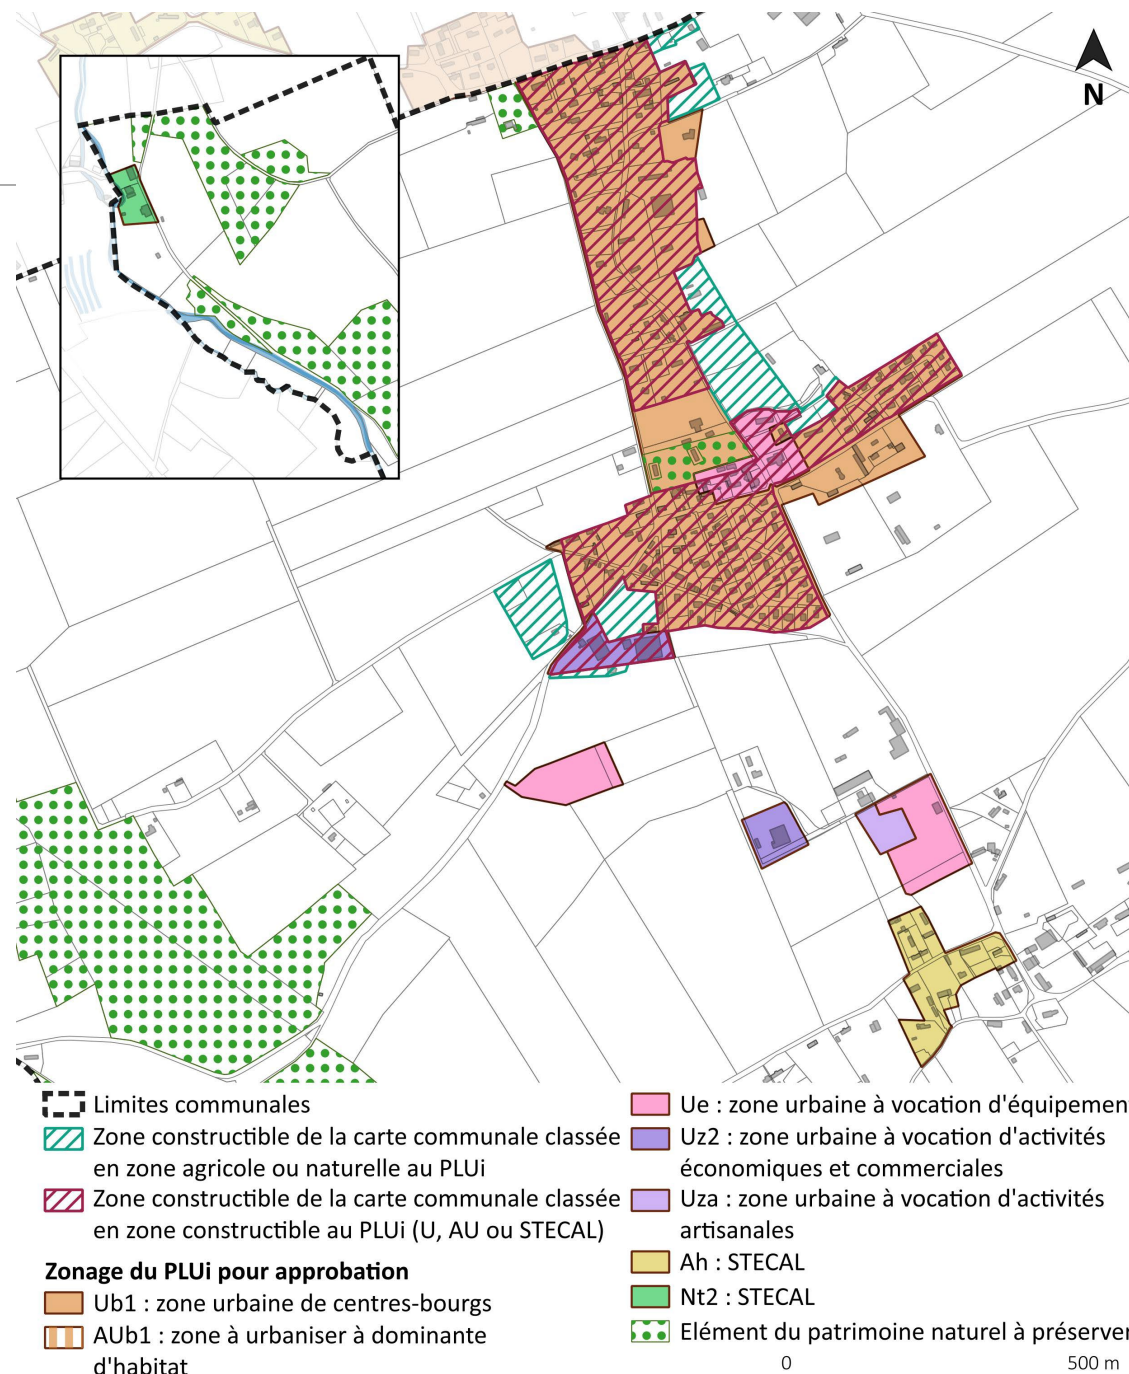 N
Limites communales
Zone constructible de la carte communale classée
en zone agricole ou naturelle au PLUi
Zone constructible de la carte communale classée
en zone constructible au PLUi (U, AU ou STECAL)
Zonage du PLUi pour approbation
Ub1 : zone urbaine de centres-bourgs
AUb1 : zone à urbaniser à dominante
d'habitat
Ue : zone urbaine à vocation d'équipemen
Uz2 : zone urbaine à vocation d'activités
économiques et commerciales
Uza : zone urbaine à vocation d'activités
artisanales
Ah : STECAL
Nt2 : STECAL
Elément du patrimoine naturel à préserver
0 500 m